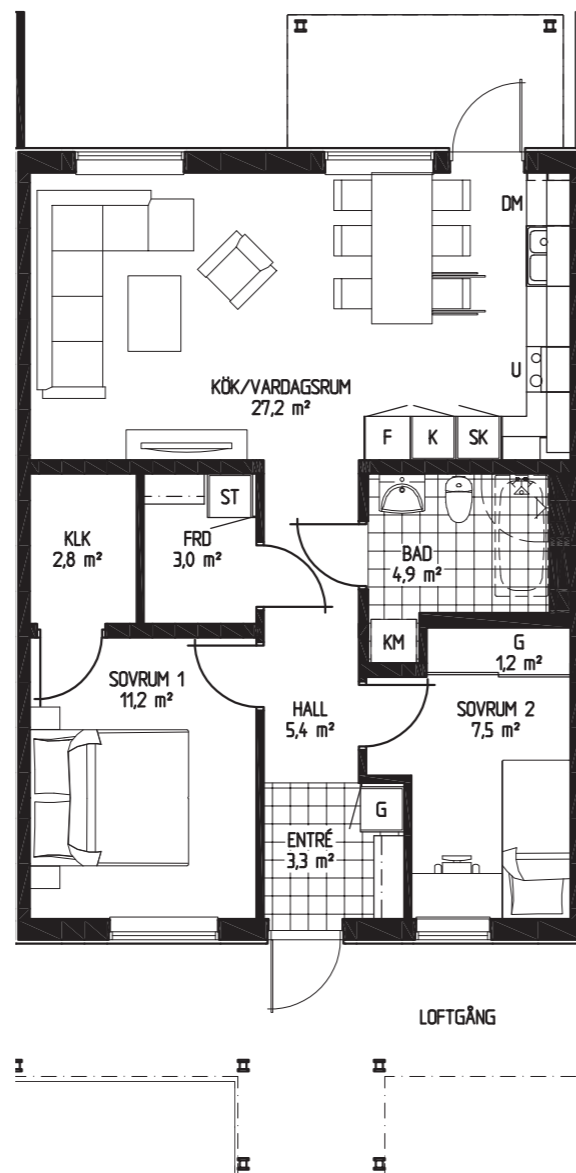 DM
U
KÖK/VARDAGSRUM
27,2 m²
F
K
SK
ST
KLK
2,8 m²
FRD
3,0 m²
BAD
4,9 m²
KM
G
1,2 m²
SOVRUM 1
11,2 m²
HALL
5,4 m²
SOVRUM 2
7,5 m²
G
ENTRÉ
3,3 m²
LOFTGÅNG